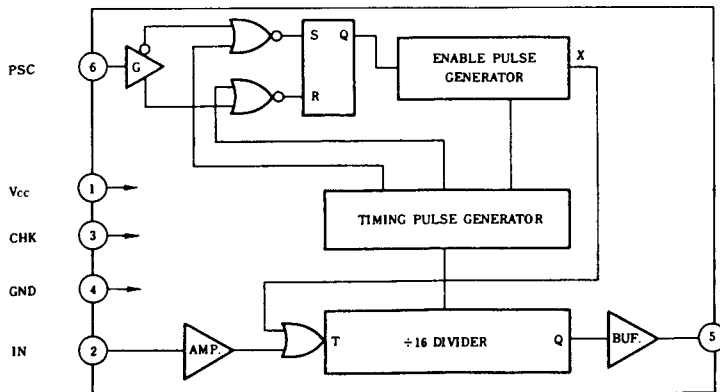 PSC
6
G
S
Q
R
ENABLE PULSE
GENERATOR
X
Vcc
1
CHK
3
TIMING PULSE GENERATOR
GND
4
IN
2
AMP.
T
÷16 DIVIDER
Q
BUF.
5